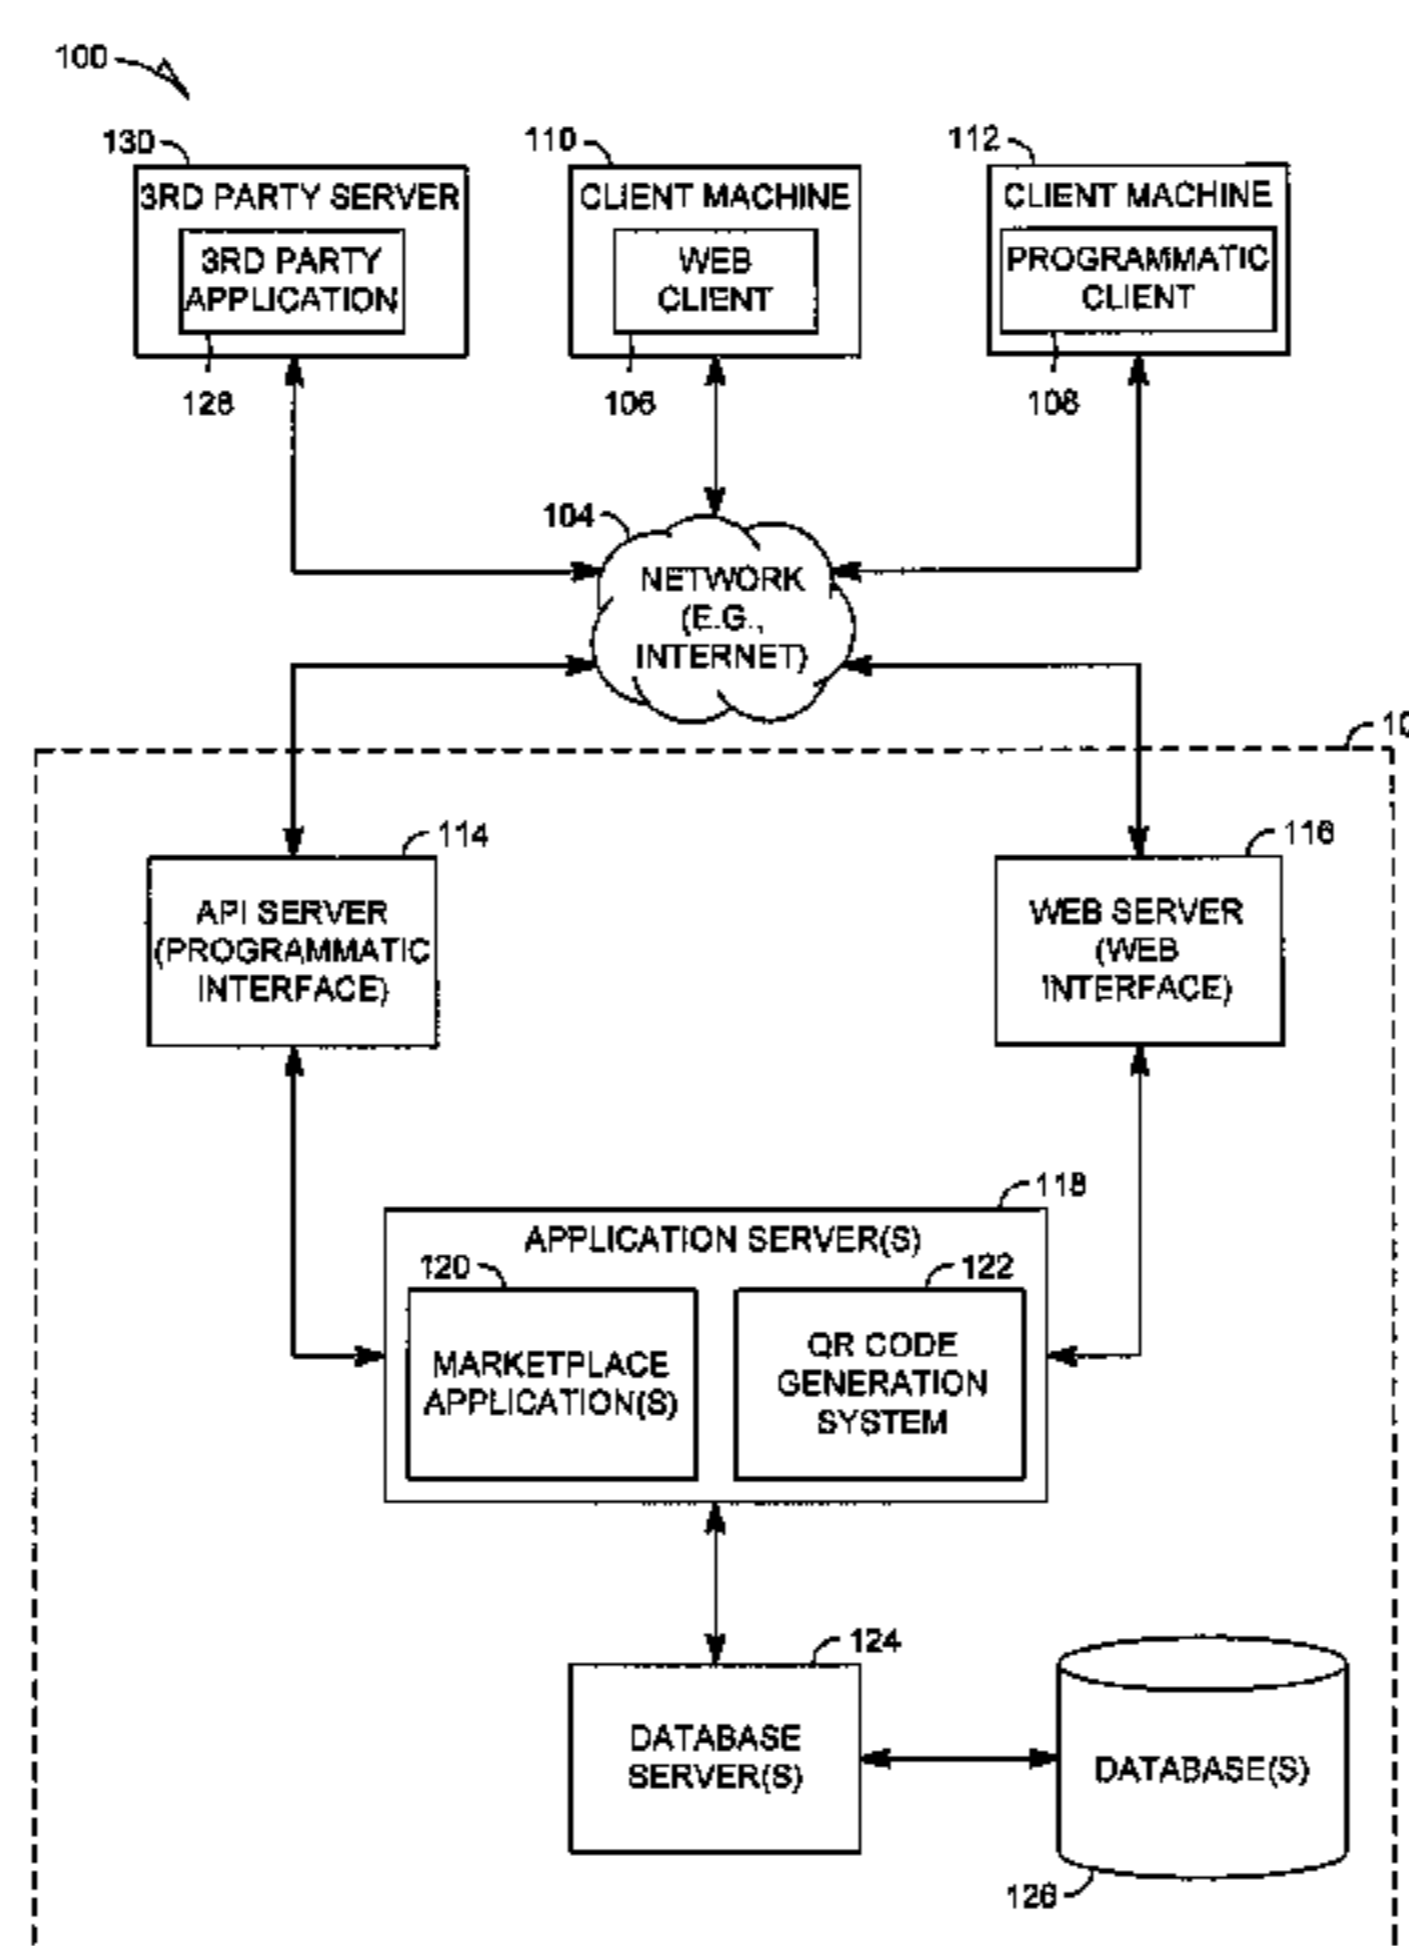 100
130
110
112
3RD PARTY SERVER
CLIENT MACHINE
CLIENT MACHINE
3RD PARTY
APPLICATION
WEB
CLIENT
PROGRAMMATIC
CLIENT
128
106
108
104
NETWORK
(E.G.,
INTERNET)
10
114
116
API SERVER
(PROGRAMMATIC
INTERFACE)
WEB SERVER
(WEB
INTERFACE)
118
APPLICATION SERVER(S)
120
122
MARKETPLACE
APPLICATION(S)
QR CODE
GENERATION
SYSTEM
124
DATABASE
SERVER(S)
DATABASE(S)
126